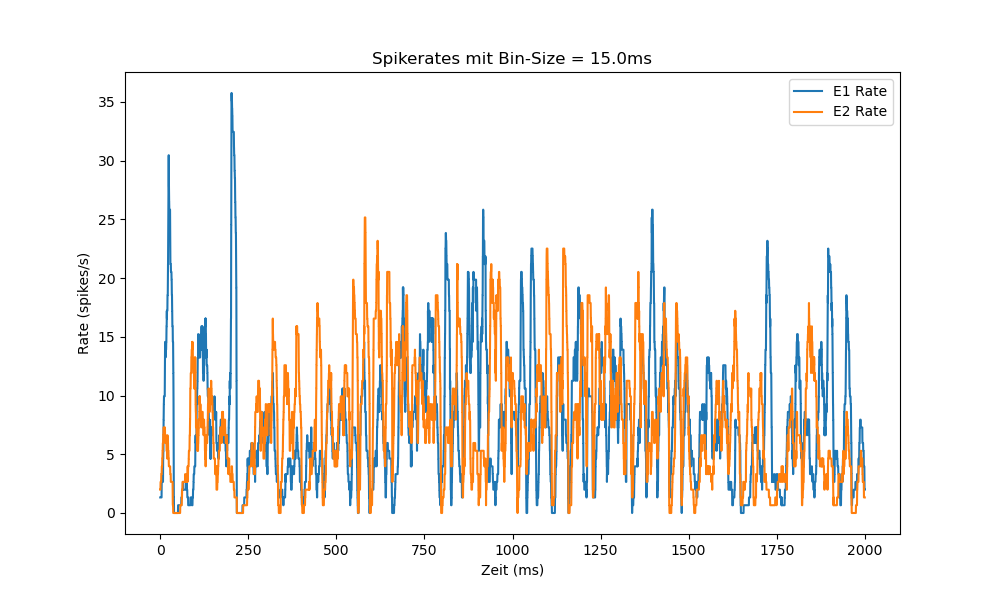 Spikerates mit Bin-Size = 15.0ms
E1 Rate
E2 Rate
Rate (spikes/s)
35
30
25
20
15
10
5
0
0 250 500 750 1000 1250 1500 1750 2000
Zeit (ms)